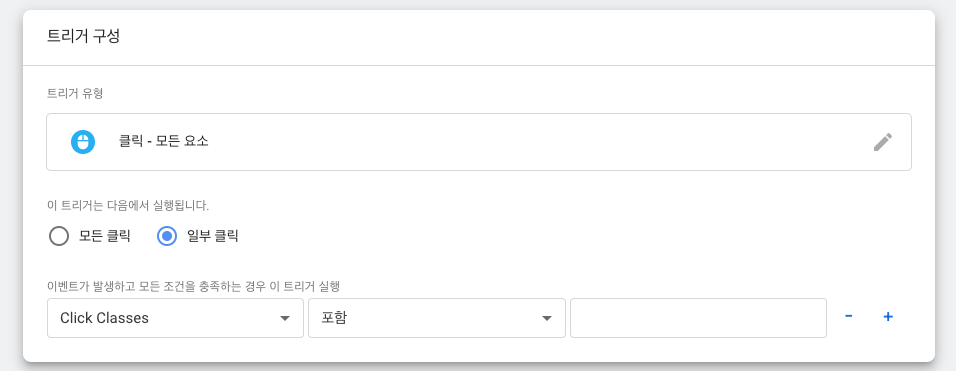 트리거 구성
트리거 유형
클릭 - 모든 요소
이 트리거는 다음에서 실행됩니다.
모든 클릭 일부 클릭
이벤트가 발생하고 모든 조건을 충족하는 경우 이 트리거 실행
Click Classes 포함 - +